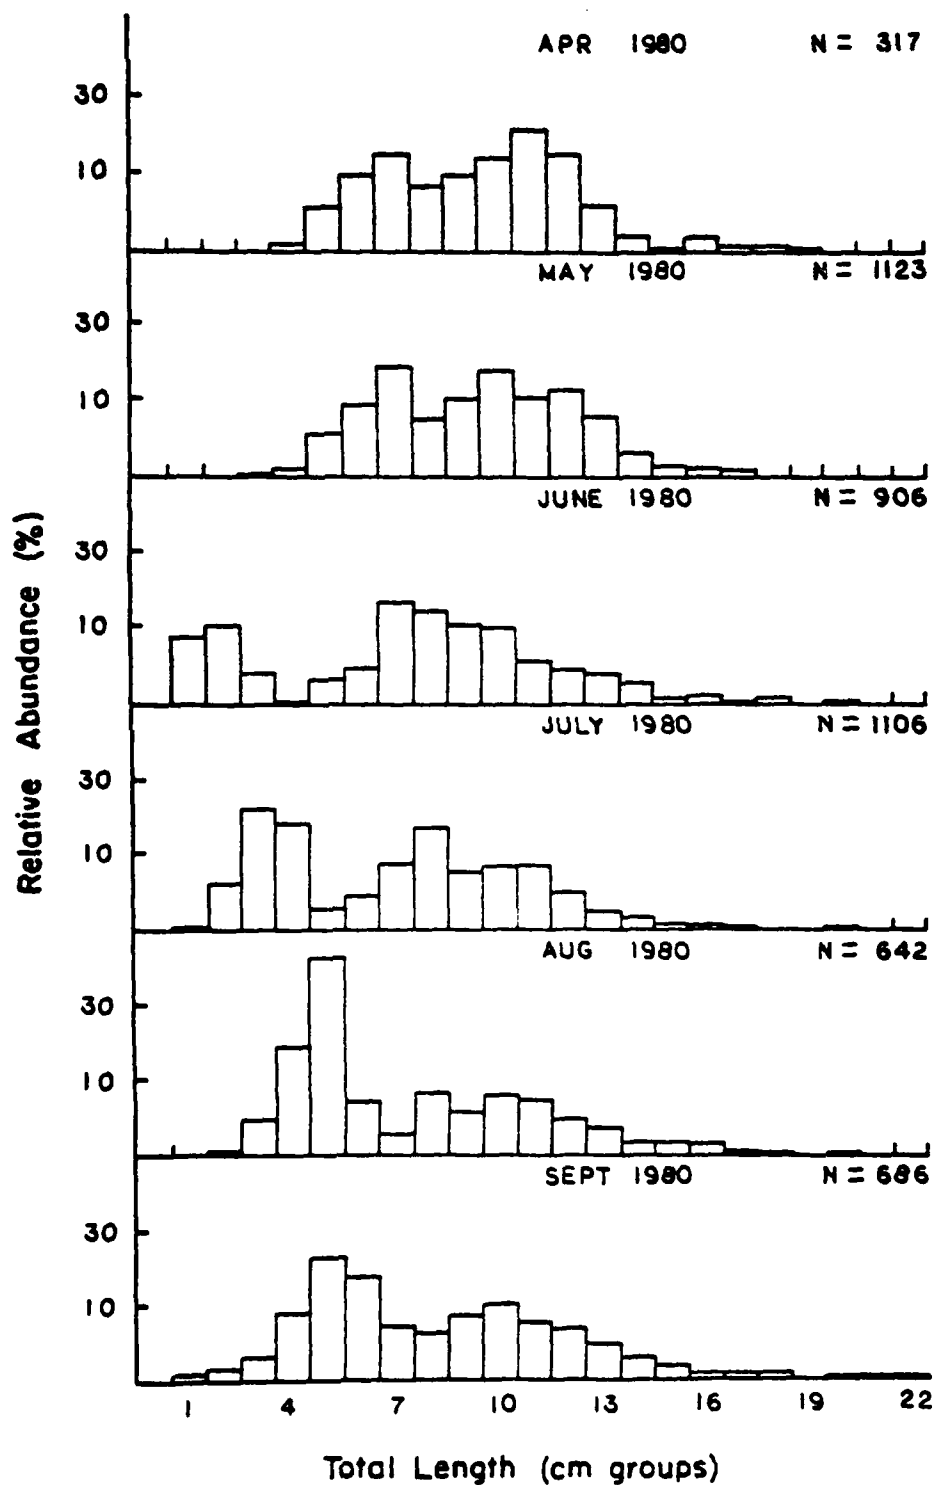 APR 1980 N = 317
30
10
MAY 1980 N = 1123
30
10
JUNE 1980 N = 906
30
10
JULY 1980 N = 1106
30
10
AUG 1980 N = 642
30
10
SEPT 1980 N = 686
30
10
1 4 7 10 13 16 19 22
Total Length (cm groups)
Relative Abundance (%)